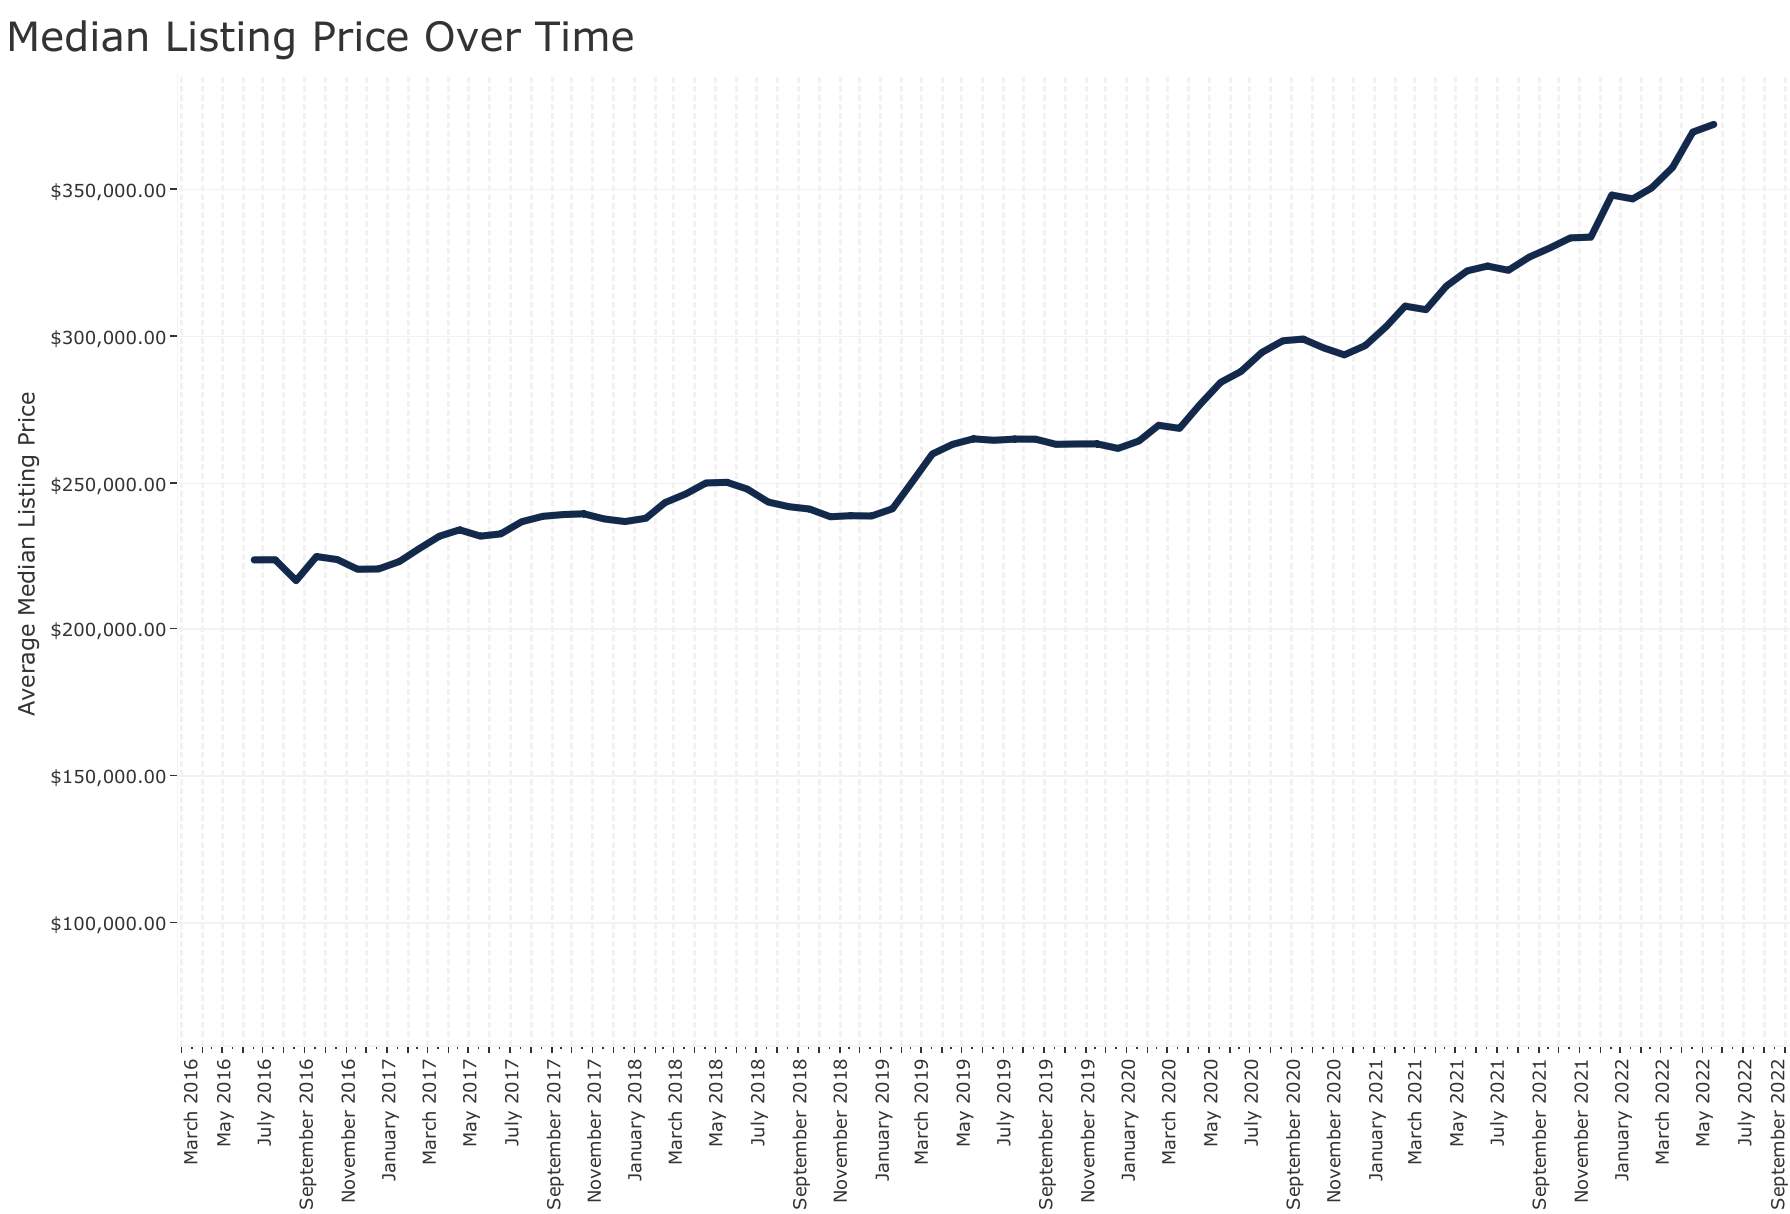 Median Listing Price Over Time
Average Median Listing Price
$350,000.00
$300,000.00
$250,000.00
$200,000.00
$150,000.00
$100,000.00
March 2016
May 2016
July 2016
September 2016
November 2016
January 2017
March 2017
May 2017
July 2017
September 2017
November 2017
January 2018
March 2018
May 2018
July 2018
September 2018
November 2018
January 2019
March 2019
May 2019
July 2019
September 2019
November 2019
January 2020
March 2020
May 2020
July 2020
September 2020
November 2020
January 2021
March 2021
May 2021
July 2021
September 2021
November 2021
January 2022
March 2022
May 2022
July 2022
September 2022